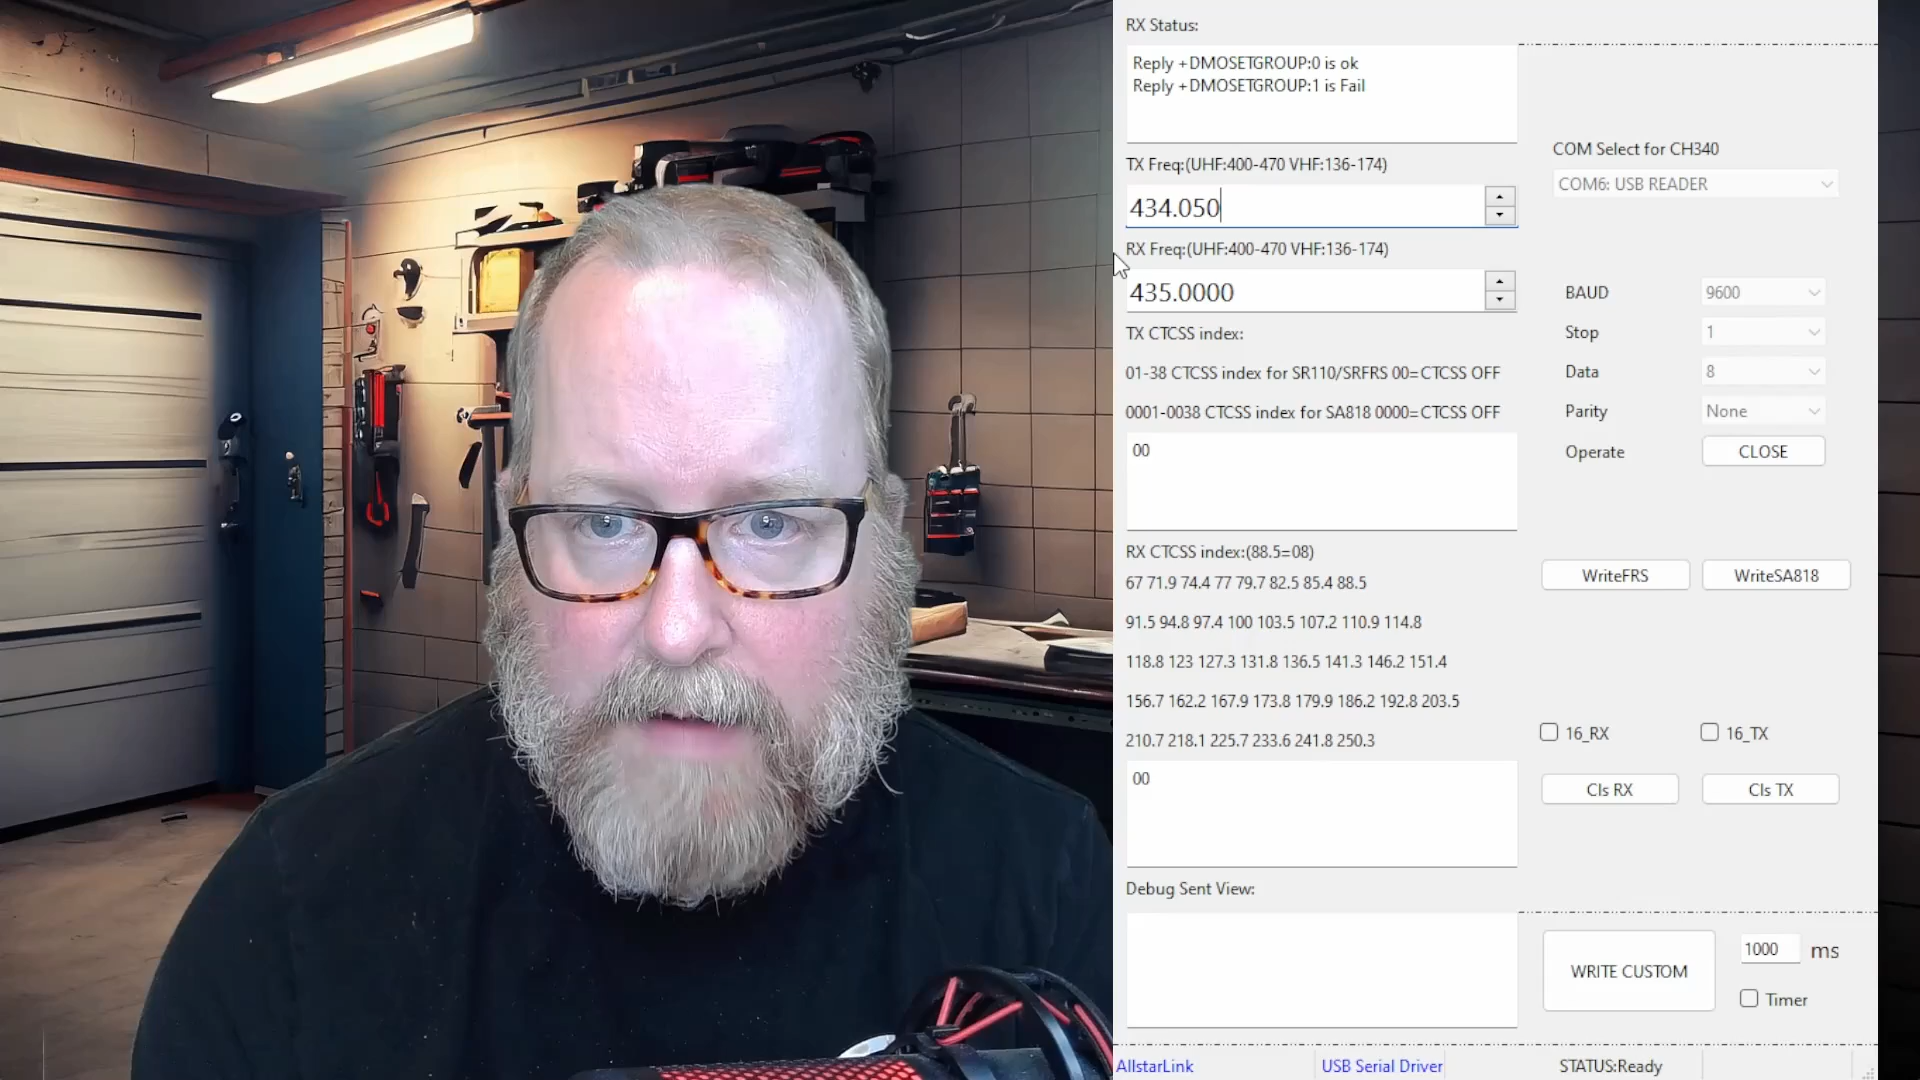 RX Status:
Reply +DMOSETGROUP:0 is ok
Reply +DMOSETGROUP:1 is Fail
TX Freq:(UHF:400-470 VHF:136-174)
434.050
RX Freq:(UHF:400-470 VHF:136-174)
435.0000
TX CTCSS index:
01-38 CTCSS index for SR110/SRFRS 00=CTCSS OFF
0001-0038 CTCSS index for SA818 0000=CTCSS OFF
00
RX CTCSS index:(88.5=08)
67 71.9 74.4 77 79.7 82.5 85.4 88.5
91.5 94.8 97.4 100 103.5 107.2 110.9 114.8
118.8 123 127.3 131.8 136.5 141.3 146.2 151.4
156.7 162.2 167.9 173.8 179.9 186.2 192.8 203.5
210.7 218.1 225.7 233.6 241.8 250.3
00
Debug Sent View:
COM Select for CH340
COM6: USB READER
BAUD 9600
Stop 1
Data 8
Parity None
Operate CLOSE
WriteFRS WriteSA818
16_RX 16_TX
Cls RX Cls TX
WRITE CUSTOM
1000 ms
Timer
AllstarLink USB Serial Driver STATUS:Ready